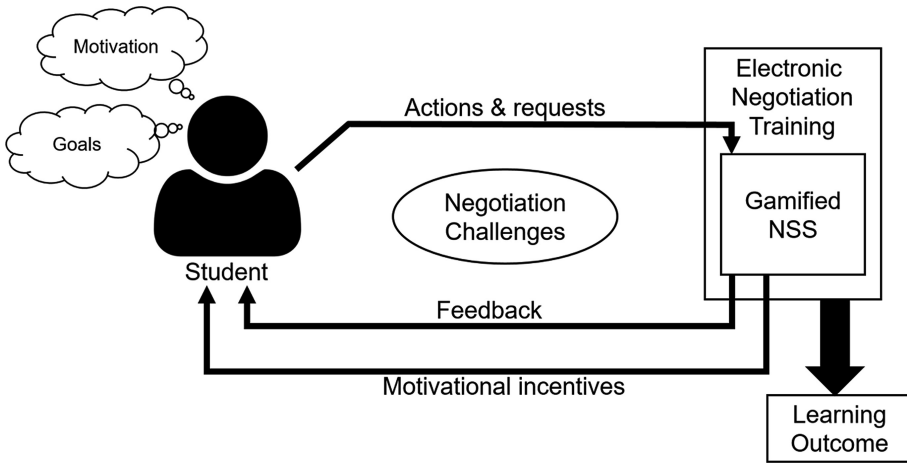 Motivation
Goals
Student
Actions & requests
Negotiation
Challenges
Feedback
Motivational incentives
Electronic
Negotiation
Training
Gamified
NSS
Learning
Outcome